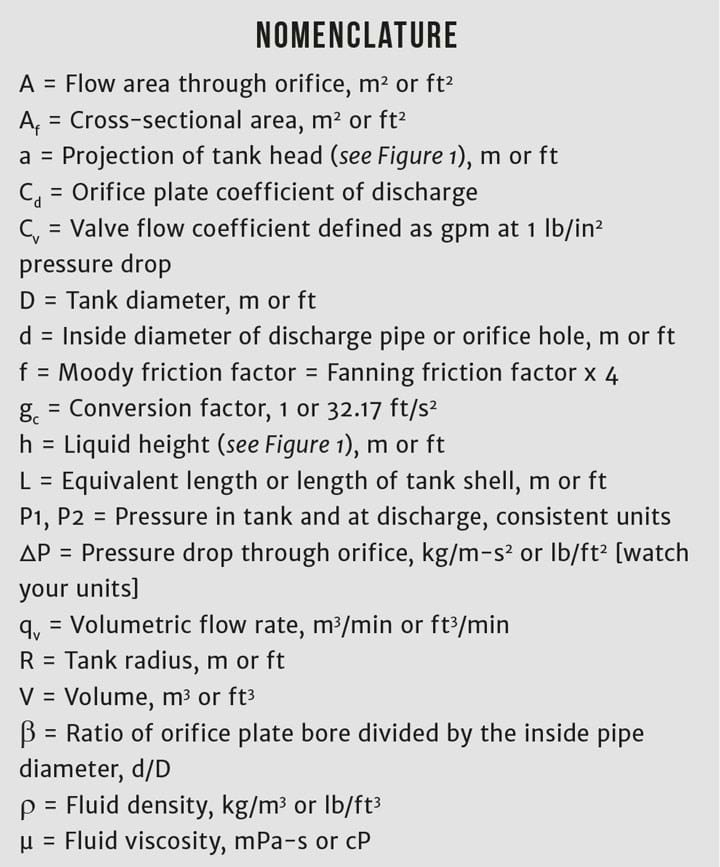 NOMENCLATURE
A = Flow area through orifice, m² or ft²
A_f = Cross-sectional area, m² or ft²
a = Projection of tank head (see Figure 1), m or ft
C_d = Orifice plate coefficient of discharge
C_v = Valve flow coefficient defined as gpm at 1 lb/in²
pressure drop
D = Tank diameter, m or ft
d = Inside diameter of discharge pipe or orifice hole, m or ft
f = Moody friction factor = Fanning friction factor x 4
g_c = Conversion factor, 1 or 32.17 ft/s²
h = Liquid height (see Figure 1), m or ft
L = Equivalent length or length of tank shell, m or ft
P1, P2 = Pressure in tank and at discharge, consistent units
ΔP = Pressure drop through orifice, kg/m-s² or lb/ft² [watch
your units]
q_v = Volumetric flow rate, m³/min or ft³/min
R = Tank radius, m or ft
V = Volume, m³ or ft³
β = Ratio of orifice plate bore divided by the inside pipe
diameter, d/D
ρ = Fluid density, kg/m³ or lb/ft³
μ = Fluid viscosity, mPa-s or cP